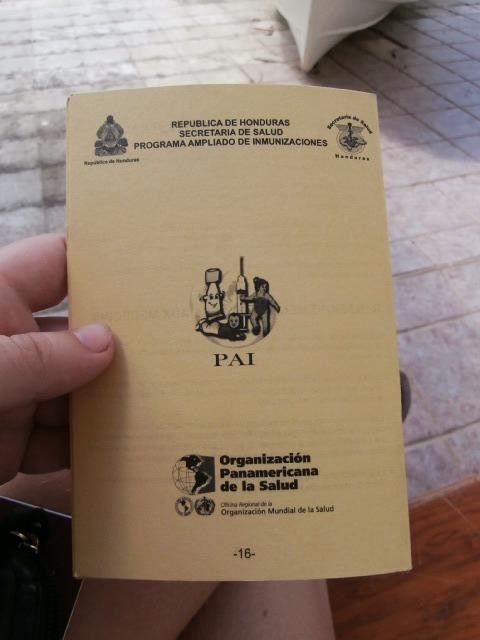 REPUBLICA DE HONDURAS
SECRETARIA DE SALUD
PROGRAMA AMPLIADO DE INMUNIZACIONES
República de Honduras
Secretaria de Salud
Honduras
PAI
Organización
Panamericana
de la Salud
Oficina Regional de la
Organización Mundial de la Salud
-16-